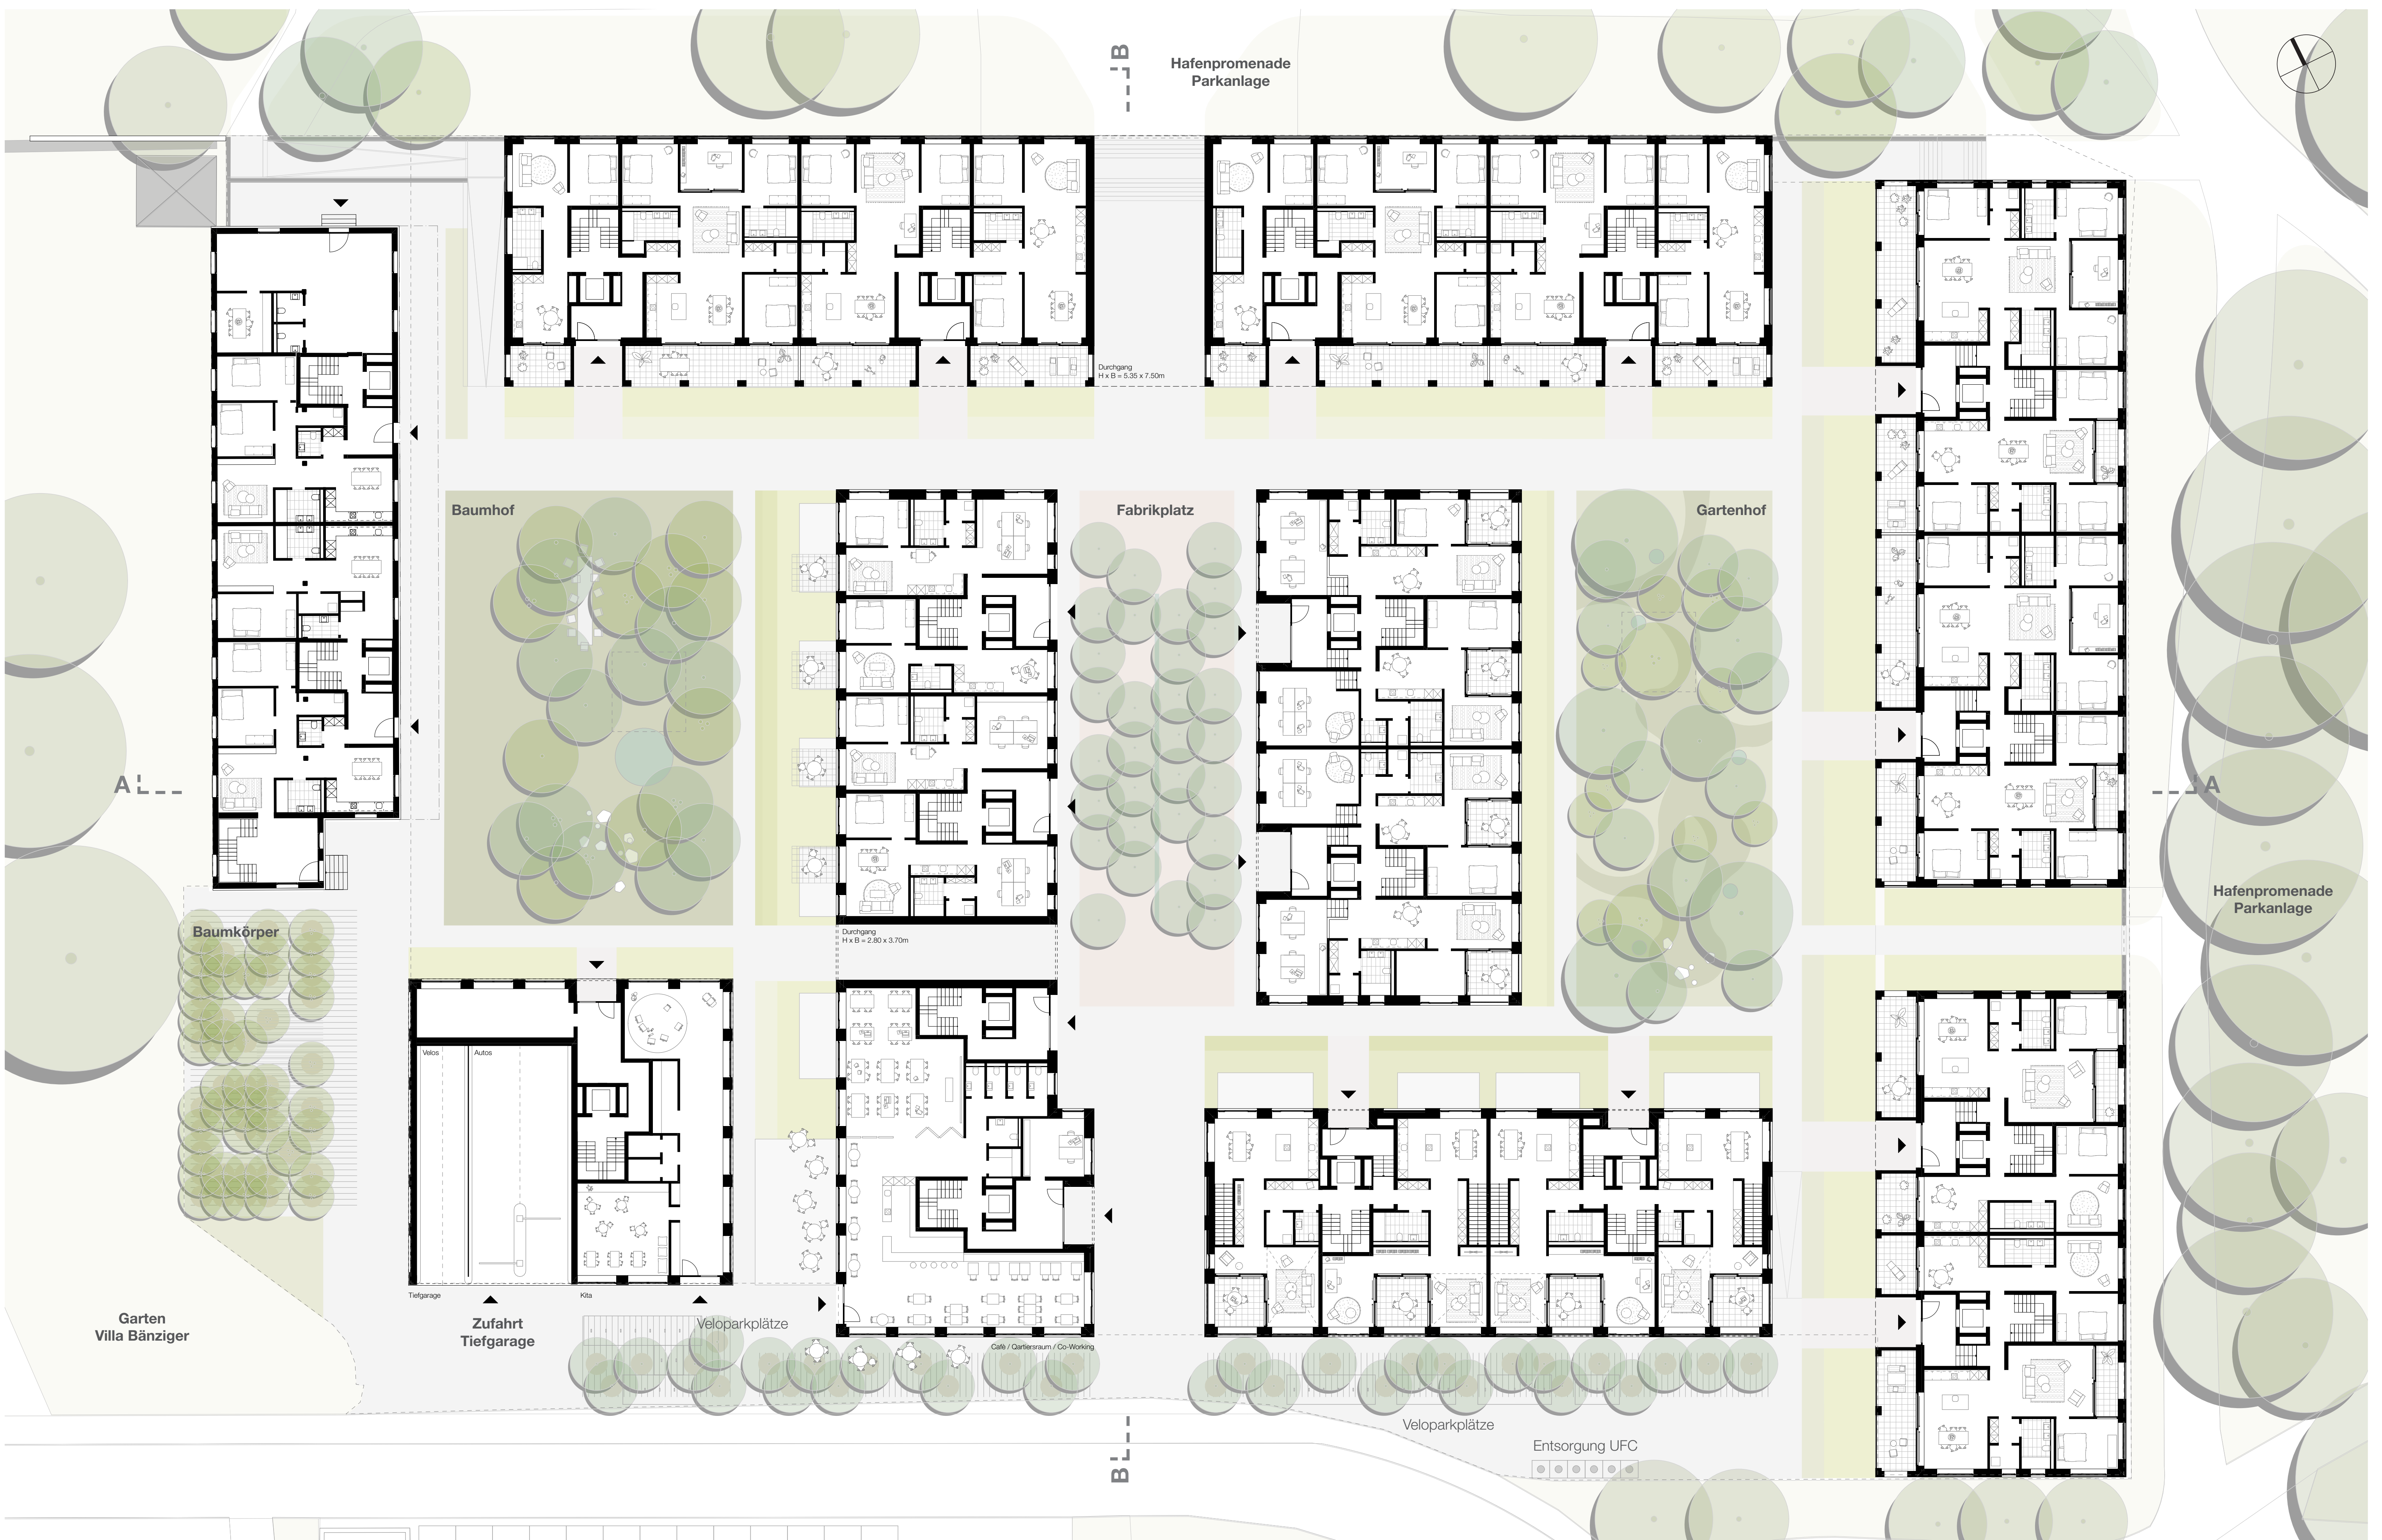 B
Hafenpromenade
Parkanlage
Durchgang
H x B = 5.35 x 7.50m
Baumhof
Fabrikplatz
Gartenhof
A
A
Hafenpromenade
Parkanlage
Baumkörper
Durchgang
H x B = 2.80 x 3.70m
Velos
Autos
Tiefgarage
Kita
Garten
Villa Bänziger
Zufahrt
Tiefgarage
Veloparkplätze
Café / Qartiersraum / Co-Working
Veloparkplätze
Entsorgung UFC
B